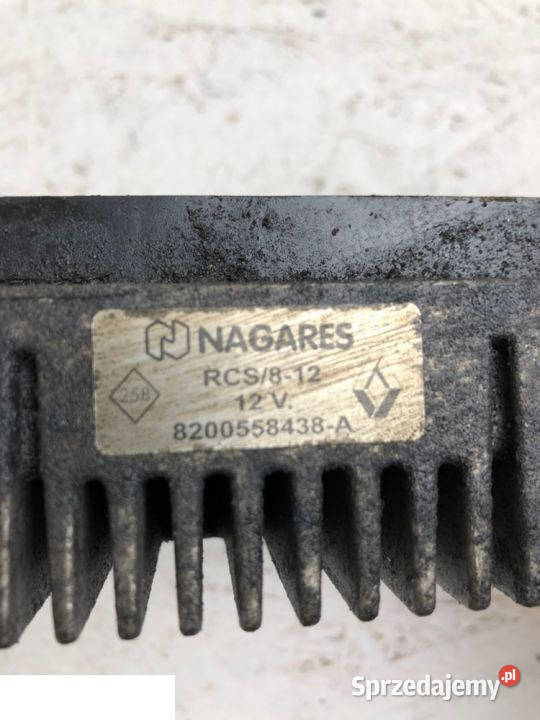 NAGARES
RCS/8-12
258
12 V.
8200558438-A
Sprzedajemy.pl